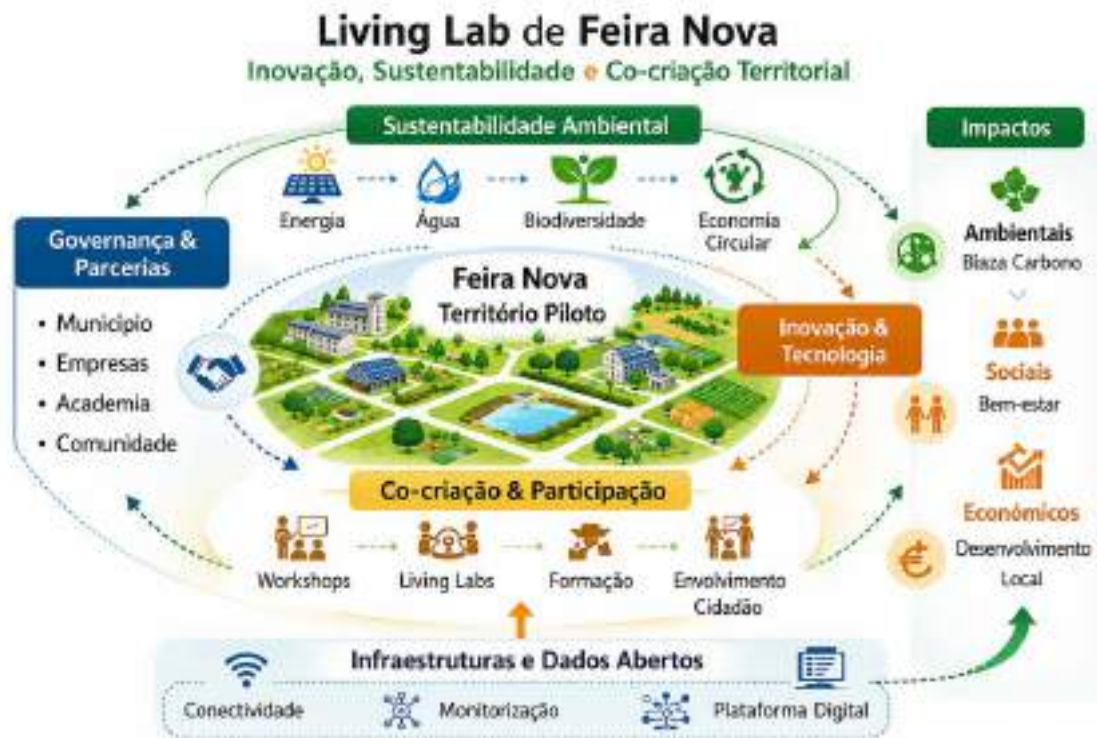 Living Lab de Feira Nova
Inovação, Sustentabilidade e Co-criação Territorial
Sustentabilidade Ambiental
Energia
Água
Biodiversidade
Economia
Circular
Governança &
Parcerias
• Município
• Empresas
• Academia
• Comunidade
Feira Nova
Território Piloto
Inovação &
Tecnologia
Co-criação & Participação
Workshops
Living Labs
Formação
Envolvimento
Cidadão
Infraestruturas e Dados Abertos
Conectividade
Monitorização
Plataforma Digital
Impactos
Ambientais
Biaza Carbono
Sociais
Bem-estar
Económicos
Desenvolvimento
Local